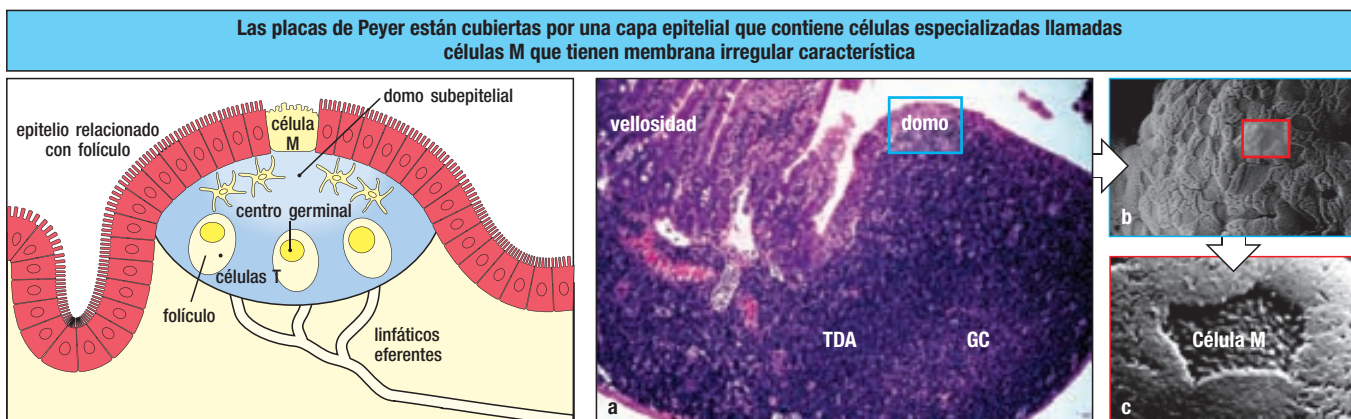 Las placas de Peyer están cubiertas por una capa epitelial que contiene células especializadas llamadas
células M que tienen membrana irregular característica
epitelio relacionado
con folículo
célula
M
domo subepitelial
centro germinal
células T
folículo
linfáticos
eferentes
vellosidad
domo
TDA
GC
a
b
Célula M
c